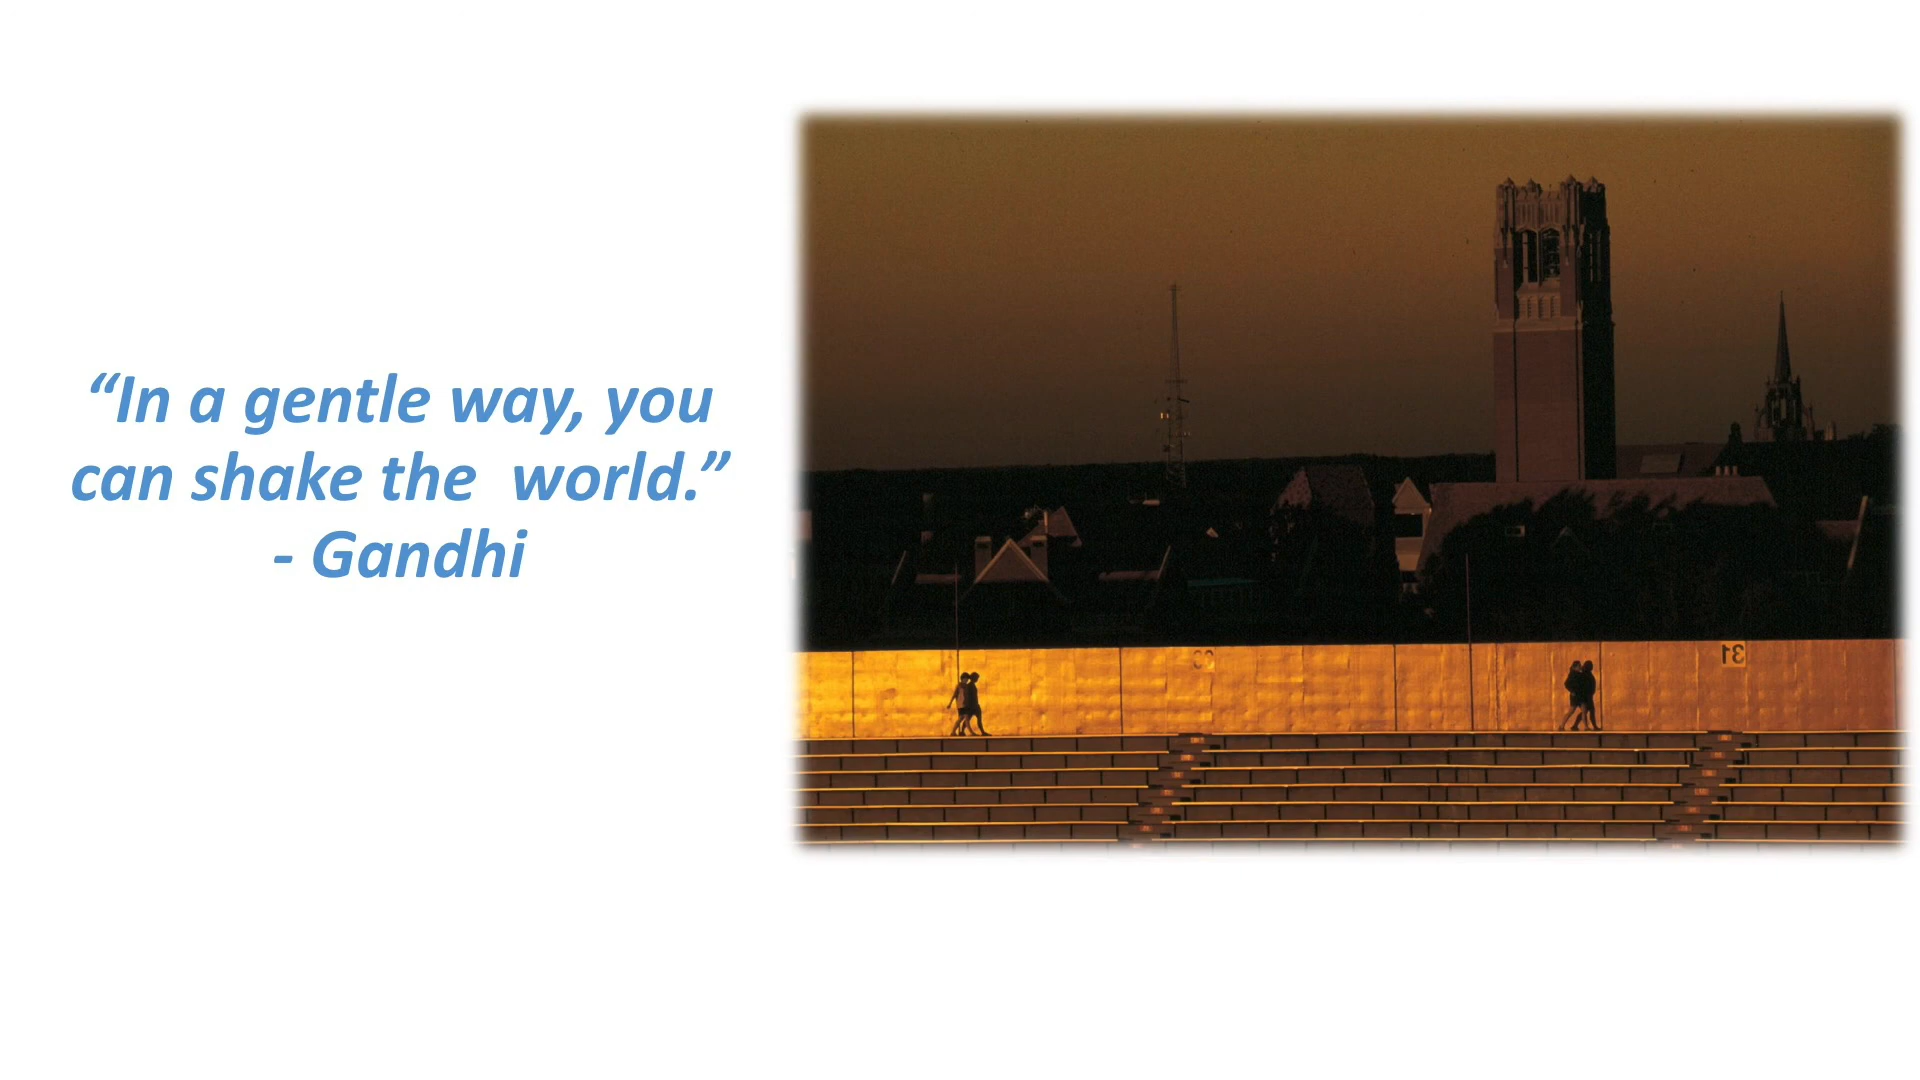 “In a gentle way, you
can shake the  world.”
- Gandhi
31